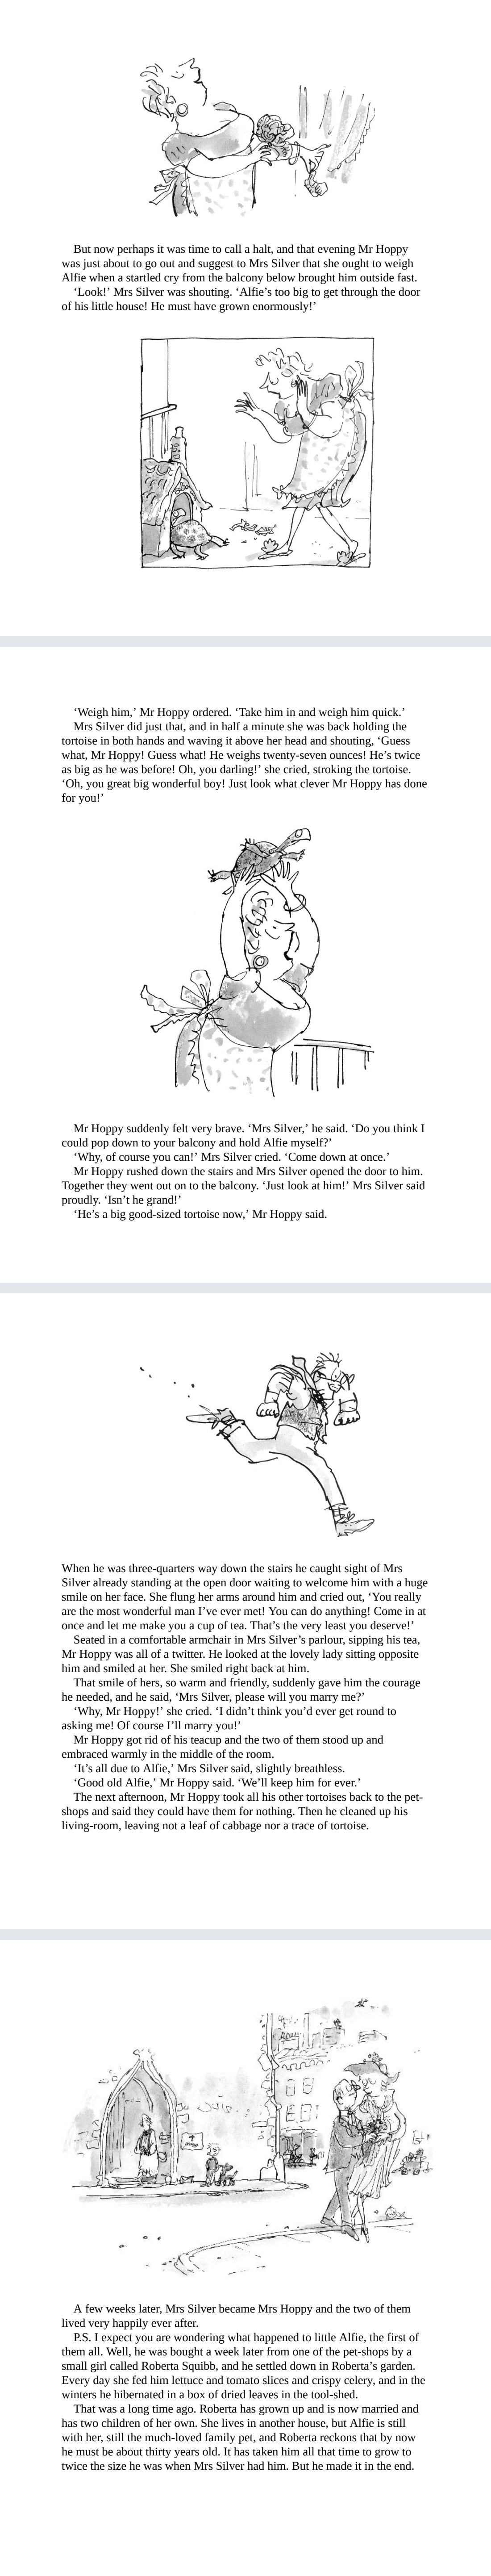 But now perhaps it was time to call a halt, and that evening Mr Hoppy
was just about to go out and suggest to Mrs Silver that she ought to weigh
Alfie when a startled cry from the balcony below brought him outside fast.
‘Look!’ Mrs Silver was shouting. ‘Alfie’s too big to get through the door
of his little house! He must have grown enormously!’
‘Weigh him,’ Mr Hoppy ordered. ‘Take him in and weigh him quick.’
Mrs Silver did just that, and in half a minute she was back holding the
tortoise in both hands and waving it above her head and shouting, ‘Guess
what, Mr Hoppy! Guess what! He weighs twenty-seven ounces! He’s twice
as big as he was before! Oh, you darling!’ she cried, stroking the tortoise.
‘Oh, you great big wonderful boy! Just look what clever Mr Hoppy has done
for you!’
Mr Hoppy suddenly felt very brave. ‘Mrs Silver,’ he said. ‘Do you think I
could pop down to your balcony and hold Alfie myself?’
‘Why, of course you can!’ Mrs Silver cried. ‘Come down at once.’
Mr Hoppy rushed down the stairs and Mrs Silver opened the door to him.
Together they went out on to the balcony. ‘Just look at him!’ Mrs Silver said
proudly. ‘Isn’t he grand!’
‘He’s a big good-sized tortoise now,’ Mr Hoppy said.
When he was three-quarters way down the stairs he caught sight of Mrs
Silver already standing at the open door waiting to welcome him with a huge
smile on her face. She flung her arms around him and cried out, ‘You really
are the most wonderful man I’ve ever met! You can do anything! Come in at
once and let me make you a cup of tea. That’s the very least you deserve!’
Seated in a comfortable armchair in Mrs Silver’s parlour, sipping his tea,
Mr Hoppy was all of a twitter. He looked at the lovely lady sitting opposite
him and smiled at her. She smiled right back at him.
That smile of hers, so warm and friendly, suddenly gave him the courage
he needed, and he said, ‘Mrs Silver, please will you marry me?’
‘Why, Mr Hoppy!’ she cried. ‘I didn’t think you’d ever get round to
asking me! Of course I’ll marry you!’
Mr Hoppy got rid of his teacup and the two of them stood up and
embraced warmly in the middle of the room.
‘It’s all due to Alfie,’ Mrs Silver said, slightly breathless.
‘Good old Alfie,’ Mr Hoppy said. ‘We’ll keep him for ever.’
The next afternoon, Mr Hoppy took all his other tortoises back to the pet-
shops and said they could have them for nothing. Then he cleaned up his
living-room, leaving not a leaf of cabbage nor a trace of tortoise.
A few weeks later, Mrs Silver became Mrs Hoppy and the two of them
lived very happily ever after.
P.S. I expect you are wondering what happened to little Alfie, the first of
them all. Well, he was bought a week later from one of the pet-shops by a
small girl called Roberta Squibb, and he settled down in Roberta’s garden.
Every day she fed him lettuce and tomato slices and crispy celery, and in the
winters he hibernated in a box of dried leaves in the tool-shed.
That was a long time ago. Roberta has grown up and is now married and
has two children of her own. She lives in another house, but Alfie is still
with her, still the much-loved family pet, and Roberta reckons that by now
he must be about thirty years old. It has taken him all that time to grow to
twice the size he was when Mrs Silver had him. But he made it in the end.